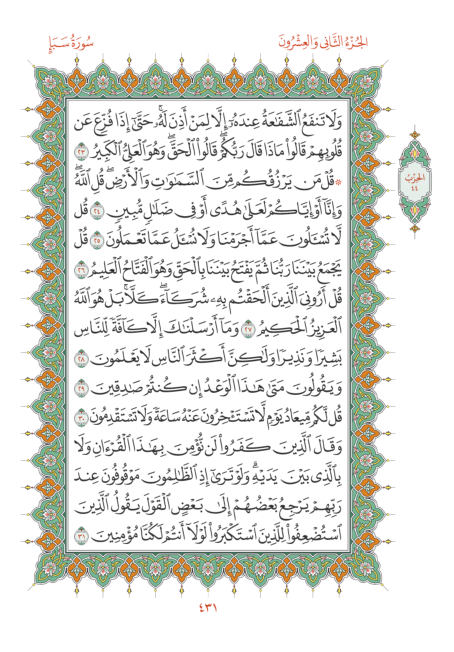 الجُزْءُ الثَّانِي وَالعِشْرُونَ
سُورَةُ سَبَإٍ
وَلَا تَنفَعُ ٱلشَّفَٰعَةُ عِندَهُۥٓ إِلَّا لِمَنْ أَذِنَ لَهُۥۚ حَتَّىٰٓ إِذَا فُزِّعَ عَن
قُلُوبِهِمْ قَالُوا۟ مَاذَا قَالَ رَبُّكُمْۖ قَالُوا۟ ٱلْحَقَّۖ وَهُوَ ٱلْعَلِىُّ ٱلْكَبِيرُ ٢٣
۞ قُلْ مَن يَرْزُقُكُم مِّنَ ٱلسَّمَٰوَٰتِ وَٱلْأَرْضِۖ قُلِ ٱللَّهُۖ
وَإِنَّآ أَوْ إِيَّاكُمْ لَعَلَىٰ هُدًى أَوْ فِى ضَلَٰلٍ مُّبِينٍ ٢٤ قُل
لَّا تُسْـَٔلُونَ عَمَّآ أَجْرَمْنَا وَلَا نُسْـَٔلُ عَمَّا تَعْمَلُونَ ٢٥ قُلْ
يَجْمَعُ بَيْنَنَا رَبُّنَا ثُمَّ يَفْتَحُ بَيْنَنَا بِٱلْحَقِّ وَهُوَ ٱلْفَتَّاحُ ٱلْعَلِيمُ ٢٦
قُلْ أَرُونِىَ ٱلَّذِينَ أَلْحَقْتُم بِهِۦ شُرَكَآءَۖ كَلَّاۚ بَلْ هُوَ ٱللَّهُ
ٱلْعَزِيزُ ٱلْحَكِيمُ ٢٧ وَمَآ أَرْسَلْنَٰكَ إِلَّا كَآفَّةً لِّلنَّاسِ
بَشِيرًا وَنَذِيرًا وَلَٰكِنَّ أَكْثَرَ ٱلنَّاسِ لَا يَعْلَمُونَ ٢٨
وَيَقُولُونَ مَتَىٰ هَٰذَا ٱلْوَعْدُ إِن كُنتُمْ صَٰدِقِينَ ٢٩
قُل لَّكُم مِّيعَادُ يَوْمٍ لَّا تَسْتَـْٔخِرُونَ عَنْهُ سَاعَةً وَلَا تَسْتَقْدِمُونَ ٣٠
وَقَالَ ٱلَّذِينَ كَفَرُوا۟ لَن نُّؤْمِنَ بِهَٰذَا ٱلْقُرْءَانِ وَلَا
بِٱلَّذِى بَيْنَ يَدَيْهِۗ وَلَوْ تَرَىٰٓ إِذِ ٱلظَّٰلِمُونَ مَوْقُوفُونَ عِندَ
رَبِّهِمْ يَرْجِعُ بَعْضُهُمْ إِلَىٰ بَعْضٍ ٱلْقَوْلَ يَقُولُ ٱلَّذِينَ
ٱسْتُضْعِفُوا۟ لِلَّذِينَ ٱسْتَكْبَرُوا۟ لَوْلَآ أَنتُمْ لَكُنَّا مُؤْمِنِينَ ٣١
الحِزْبُ
٤٤
٤٣١